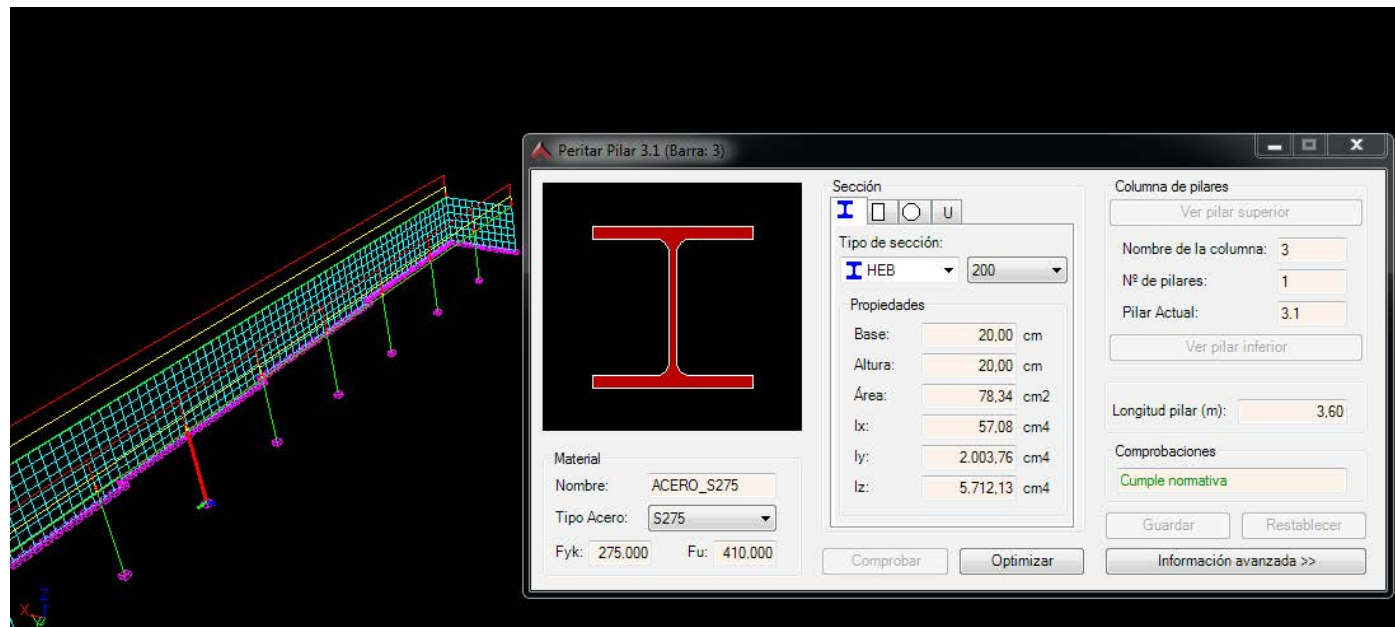 Peritar Pilar 3.1 (Barra: 3)
Sección
U
Tipo de sección:
HEB
200
Propiedades
Base: 20,00 cm
Altura: 20,00 cm
Área: 78,34 cm2
Ix: 57,08 cm4
Iy: 2.003,76 cm4
Iz: 5.712,13 cm4
Material
Nombre: ACERO_S275
Tipo Acero: S275
Fyk: 275.000 Fu: 410.000
Comprobar
Optimizar
Columna de pilares
Ver pilar superior
Nombre de la columna: 3
Nº de pilares: 1
Pilar Actual: 3.1
Ver pilar inferior
Longitud pilar (m): 3,60
Comprobaciones
Cumple normativa
Guardar
Restablecer
Información avanzada >>
X
Z
Y